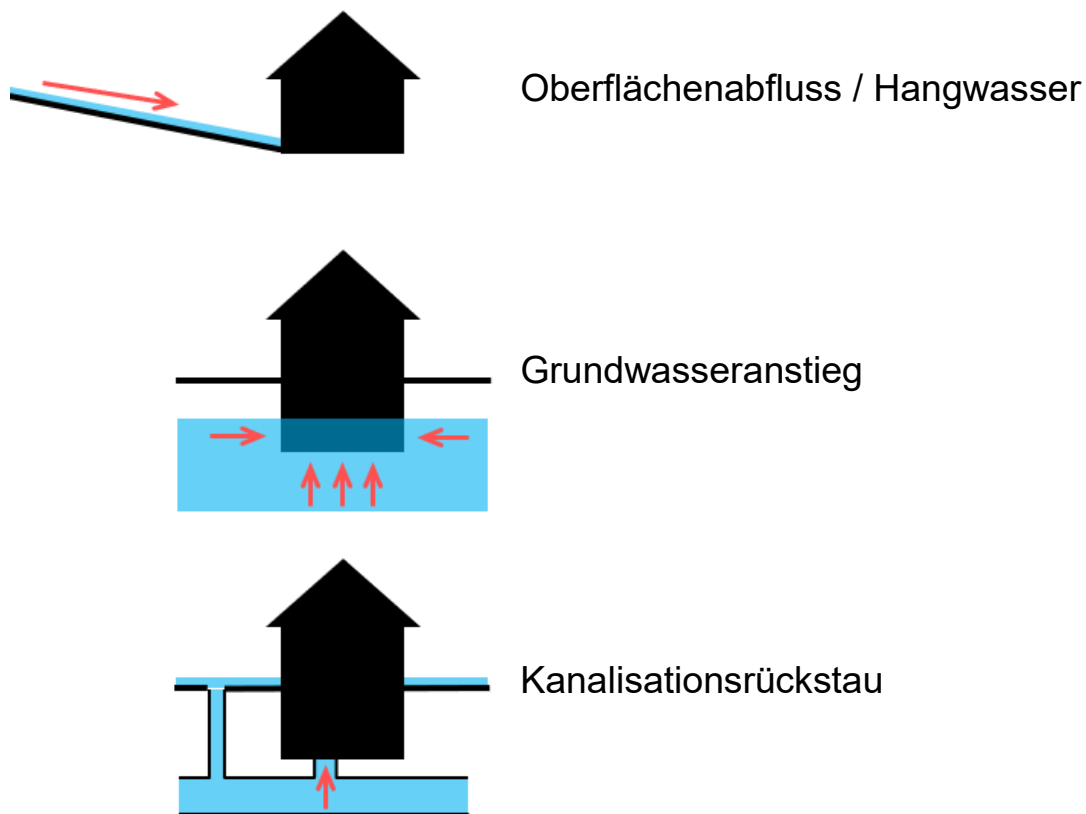 Oberflächenabfluss / Hangwasser
Grundwasseranstieg
Kanalisationsrückstau